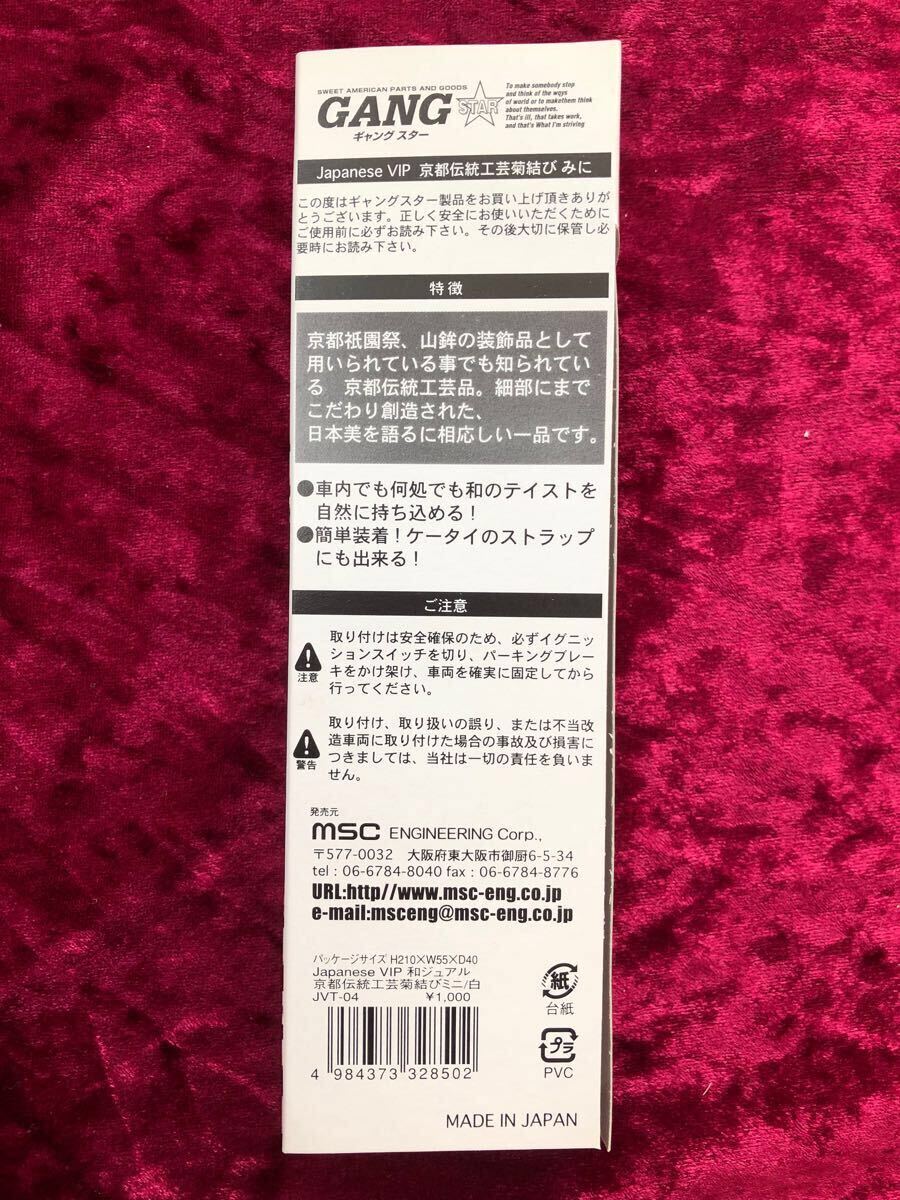 SWEET AMERICAN PARTS AND GOODS
GANG STAR
ギャング スター
To make somebody stop
and think of the wqys
of world or to makethem think
about themselves.
That's ill, that takes work,
and that's What I'm striving
Japanese VIP 京都伝統工芸菊結び みに
この度はギャングスター製品をお買い上げ頂きありが
とうございます。正しく安全にお使いいただくために
ご使用前に必ずお読み下さい。その後大切に保管し必
要時にお読み下さい。
特徴
京都祇園祭、山鉾の装飾品として
用いられている事でも知られてい
る 京都伝統工芸品。細部にまで
こだわり創造された、
日本美を語るに相応しい一品です。
●車内でも何処でも和のテイストを
自然に持ち込める!
●簡単装着!ケータイのストラップ
にも出来る!
ご注意
注意
取り付けは安全確保のため、必ずイグニッ
ションスイッチを切り、パーキングブレー
キをかけ架け、車両を確実に固定してから
行ってください。
警告
取り付け、取り扱いの誤り、または不当改
造車両に取り付けた場合の事故及び損害に
つきましては、当社は一切の責任を負いま
せん。
発売元
msc ENGINEERING Corp.,
〒577-0032 大阪府東大阪市御厨6-5-34
tel : 06-6784-8040 fax : 06-6784-8776
URL:http//www.msc-eng.co.jp
e-mail:msceng@msc-eng.co.jp
パッケージサイズ H210×W55×D40
Japanese VIP 和ジュアル
京都伝統工芸菊結びミニ/白
JVT-04 ¥1,000
4 984373 328502
紙
台紙
プラ
PVC
MADE IN JAPAN